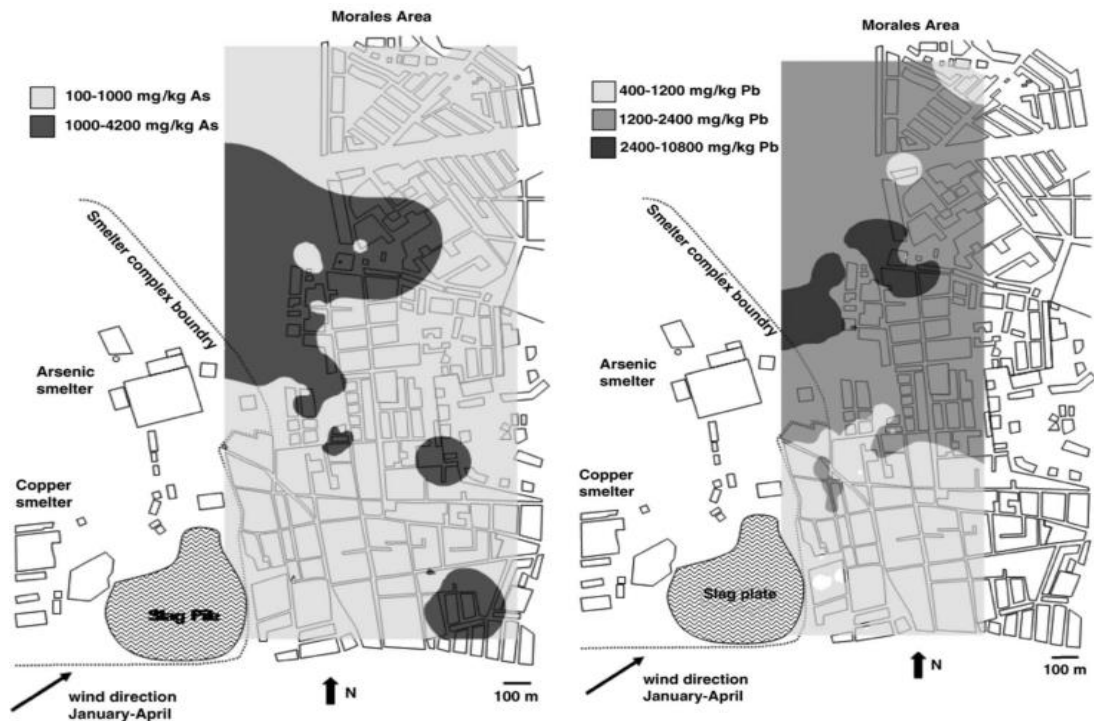 Morales Area
100-1000 mg/kg As
1000-4200 mg/kg As
Smelter complex boundry
Arsenic
smelter
Copper
smelter
Slag Pile
wind direction
January-April
N
100 m
Morales Area
400-1200 mg/kg Pb
1200-2400 mg/kg Pb
2400-10800 mg/kg Pb
Smelter complex boundry
Arsenic
smelter
Copper
smelter
Slag plate
wind direction
January-April
N
100 m